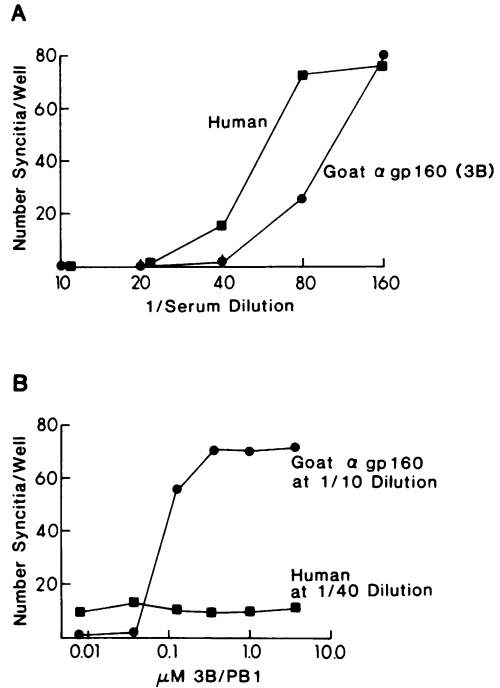 A
Number Syncitia/Well
80
60
40
20
Human
Goat α gp160 (3B)
10 20 40 80 160
1/Serum Dilution
B
Number Syncitia/Well
80
60
40
20
Goat α gp160
at 1/10 Dilution
Human
at 1/40 Dilution
0.01 0.1 1.0 10.0
μM 3B/PB1